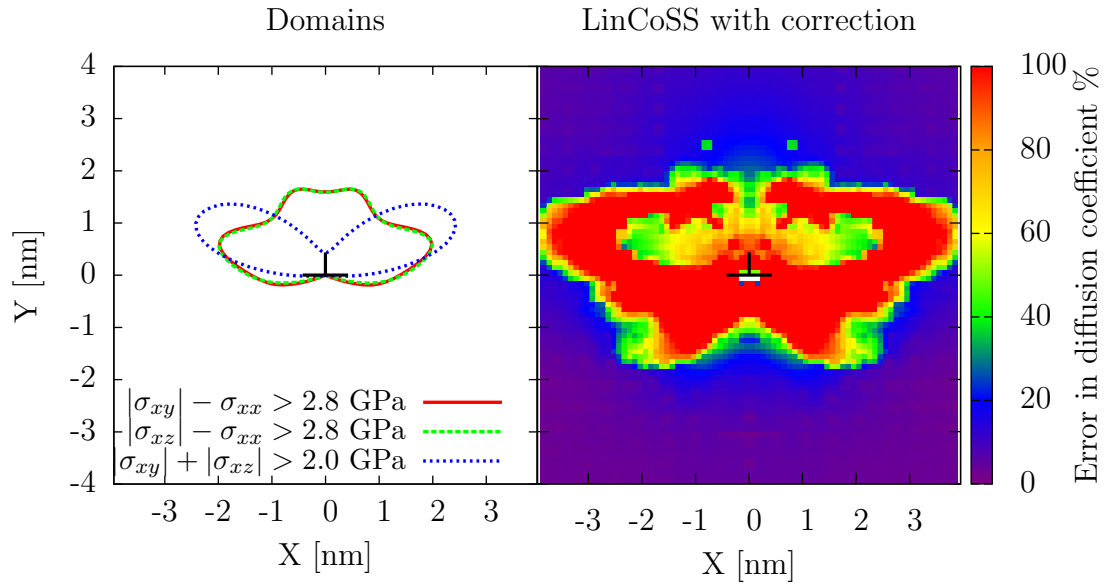 Domains
LinCoSS with correction
Y [nm]
4
3
2
1
0
-1
-2
-3
-4
|σxy| − σxx > 2.8 GPa
|σxz| − σxx > 2.8 GPa
|σxy| + |σxz| > 2.0 GPa
-3 -2 -1 0 1 2 3
X [nm]
-3 -2 -1 0 1 2 3
X [nm]
100
80
60
40
20
0
Error in diffusion coefficient %